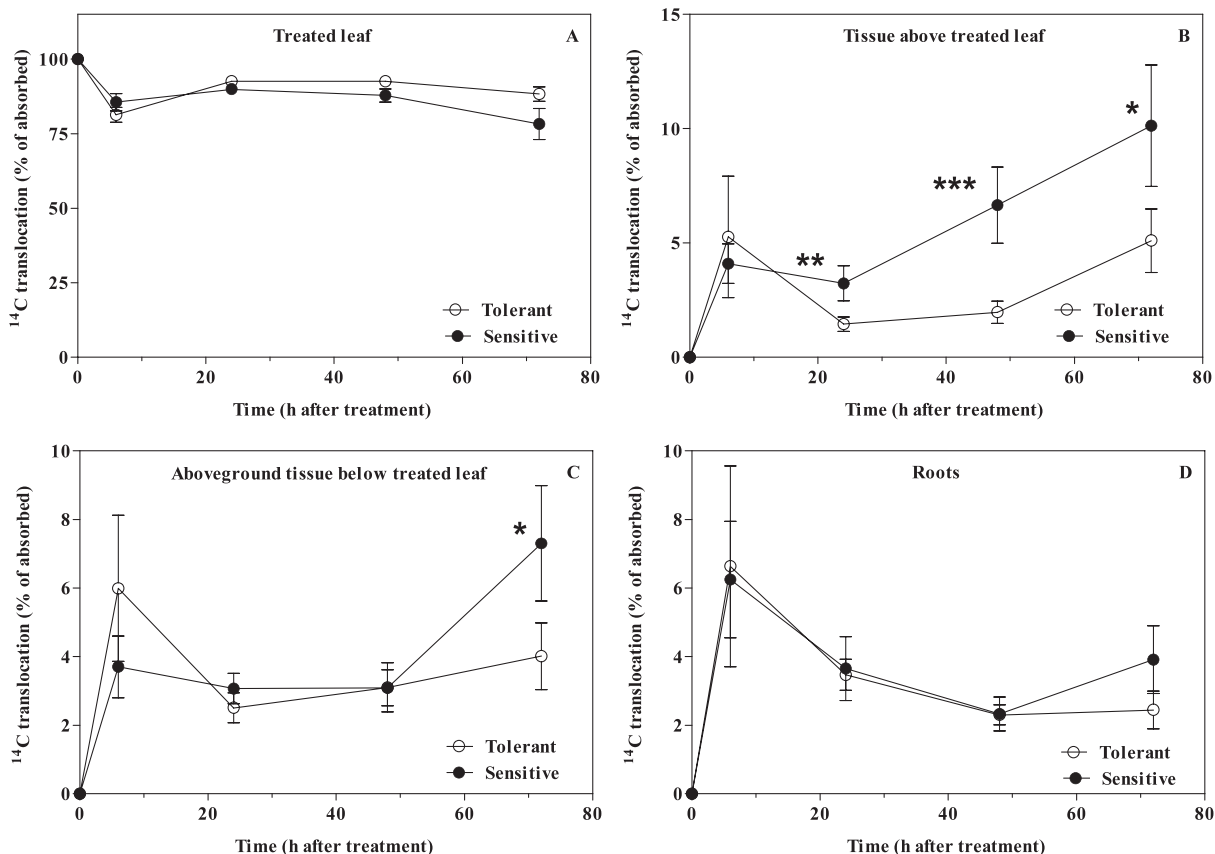 Treated leaf
A
100
75
50
25
0
¹⁴C translocation (% of absorbed)
Tolerant
Sensitive
0 20 40 60 80
Time (h after treatment)
Tissue above treated leaf
B
15
10
5
0
¹⁴C translocation (% of absorbed)
*
***
**
Tolerant
Sensitive
0 20 40 60 80
Time (h after treatment)
Aboveground tissue below treated leaf
C
10
8
6
4
2
0
¹⁴C translocation (% of absorbed)
*
Tolerant
Sensitive
0 20 40 60 80
Time (h after treatment)
Roots
D
10
8
6
4
2
0
¹⁴C translocation (% of absorbed)
Tolerant
Sensitive
0 20 40 60 80
Time (h after treatment)